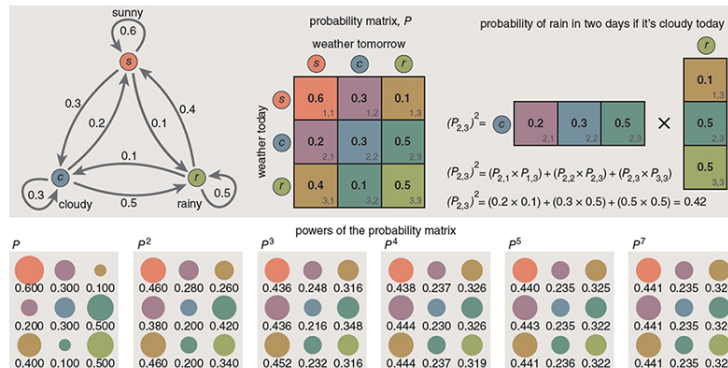 sunny
0.6
s
0.3
0.2
0.4
0.1
0.1
c
r
0.3
cloudy
0.5
rainy
0.5
probability matrix, P
weather tomorrow
s c r
weather today
s 0.6 0.3 0.1
1,1 1,2 1,3
c 0.2 0.3 0.5
2,1 2,2 2,3
r 0.4 0.1 0.5
3,1 3,2 3,3
probability of rain in two days if it's cloudy today
r
0.1
1,3
(P2,3)² = c 0.2 0.3 0.5 × 0.5
2,1 2,2 2,3 2,3
0.5
3,3
(P2,3)² = (P2,1 × P1,3) + (P2,2 × P2,3) + (P2,3 × P3,3)
(P2,3)² = (0.2 × 0.1) + (0.3 × 0.5) + (0.5 × 0.5) = 0.42
powers of the probability matrix
P
0.600 0.300 0.100
0.200 0.300 0.500
0.400 0.100 0.500
P²
0.460 0.280 0.260
0.380 0.200 0.420
0.460 0.200 0.340
P³
0.436 0.248 0.316
0.436 0.216 0.348
0.452 0.232 0.316
P⁴
0.438 0.237 0.326
0.444 0.230 0.326
0.444 0.237 0.319
P⁵
0.440 0.235 0.325
0.443 0.235 0.322
0.441 0.236 0.322
P⁷
0.441 0.235
0.441 0.235
0.441 0.235